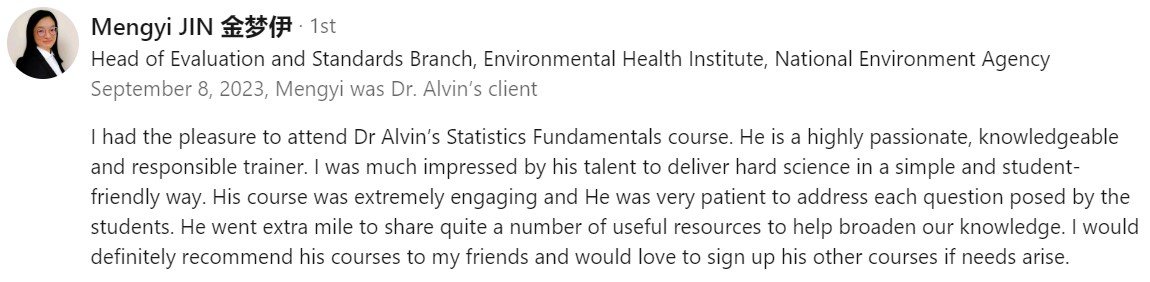 Mengyi JIN 金梦伊 · 1st
Head of Evaluation and Standards Branch, Environmental Health Institute, National Environment Agency
September 8, 2023, Mengyi was Dr. Alvin's client
I had the pleasure to attend Dr Alvin's Statistics Fundamentals course. He is a highly passionate, knowledgeable
and responsible trainer. I was much impressed by his talent to deliver hard science in a simple and student-
friendly way. His course was extremely engaging and He was very patient to address each question posed by the
students. He went extra mile to share quite a number of useful resources to help broaden our knowledge. I would
definitely recommend his courses to my friends and would love to sign up his other courses if needs arise.